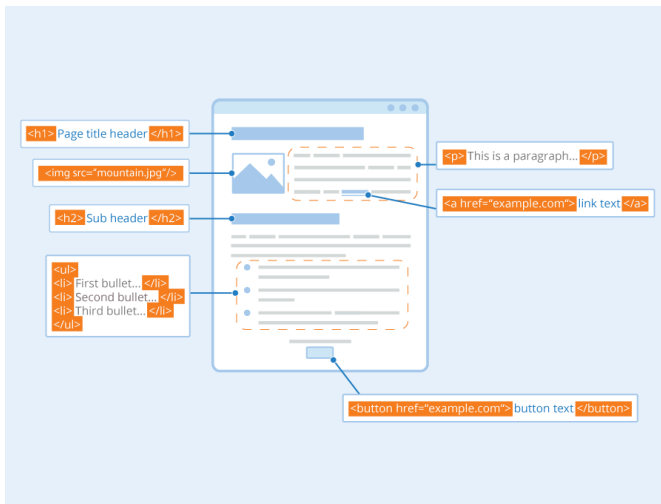 <h1> Page title header </h1>
<img src="mountain.jpg"/>
<h2> Sub header </h2>
<ul>
<li> First bullet... </li>
<li> Second bullet... </li>
<li> Third bullet... </li>
</ul>
<p> This is a paragraph... </p>
<a href="example.com"> link text </a>
<button href="example.com"> button text </button>